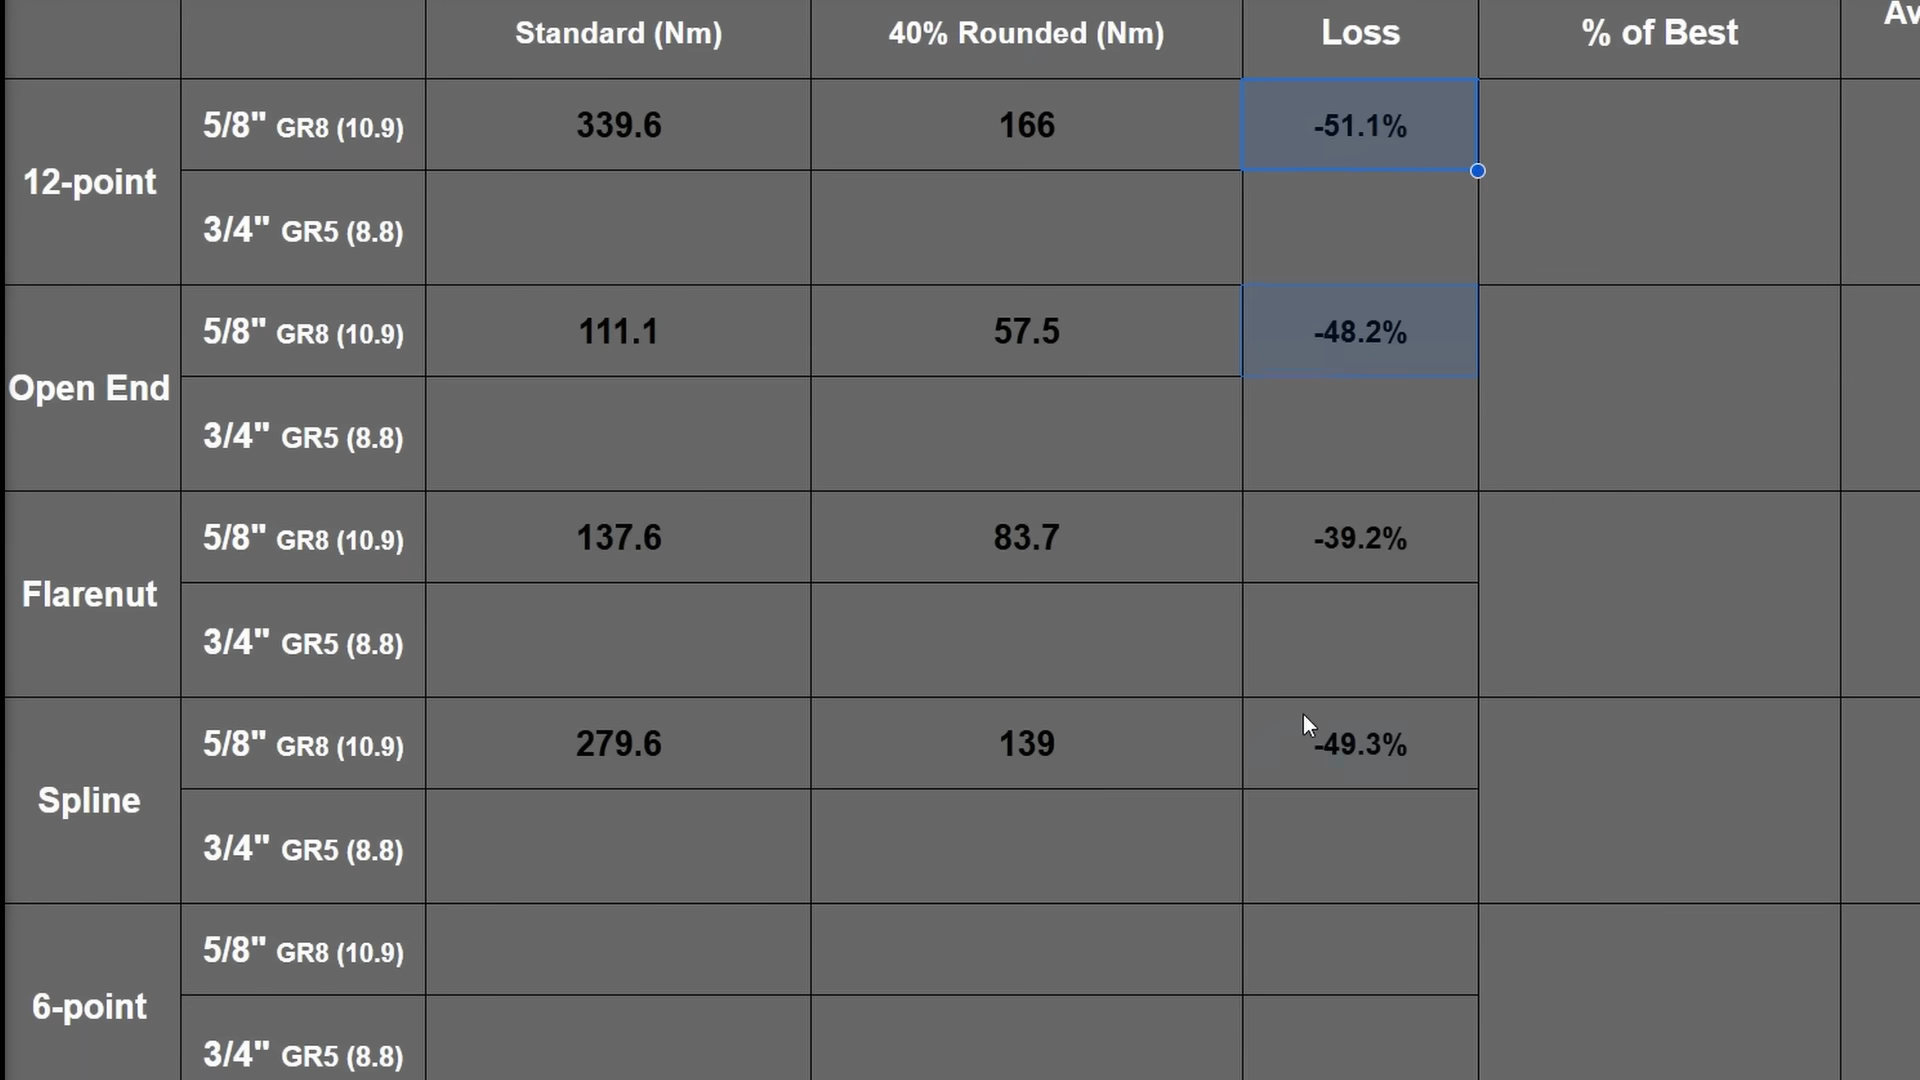 Standard (Nm) 40% Rounded (Nm) Loss % of Best Av
12-point
5/8" GR8 (10.9) 339.6 166 -51.1%
3/4" GR5 (8.8)
Open End
5/8" GR8 (10.9) 111.1 57.5 -48.2%
3/4" GR5 (8.8)
Flarenut
5/8" GR8 (10.9) 137.6 83.7 -39.2%
3/4" GR5 (8.8)
Spline
5/8" GR8 (10.9) 279.6 139 -49.3%
3/4" GR5 (8.8)
6-point
5/8" GR8 (10.9)
3/4" GR5 (8.8)